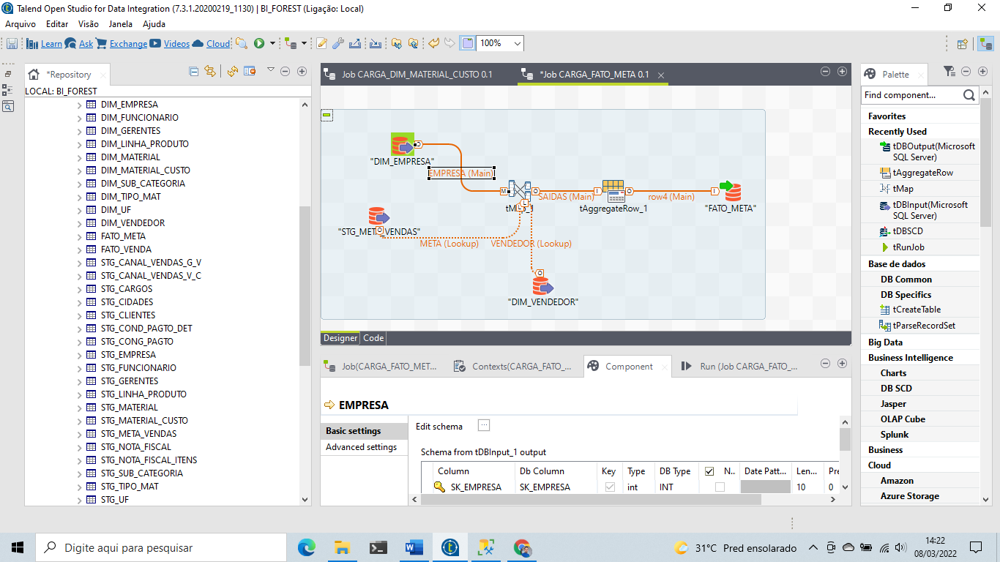 Talend Open Studio for Data Integration (7.3.1.20200219_1130) | BI_FOREST (Ligação: Local)
Arquivo Editar Visão Janela Ajuda
Learn Ask Exchange Videos Cloud 100%
*Repository
LOCAL: BI_FOREST
DIM_EMPRESA
DIM_FUNCIONARIO
DIM_GERENTES
DIM_LINHA_PRODUTO
DIM_MATERIAL
DIM_MATERIAL_CUSTO
DIM_SUB_CATEGORIA
DIM_TIPO_MAT
DIM_UF
DIM_VENDEDOR
FATO_META
FATO_VENDA
STG_CANAL_VENDAS_G_V
STG_CANAL_VENDAS_V_C
STG_CARGOS
STG_CIDADES
STG_CLIENTES
STG_COND_PAGTO_DET
STG_CONG_PAGTO
STG_EMPRESA
STG_FUNCIONARIO
STG_GERENTES
STG_LINHA_PRODUTO
STG_MATERIAL
STG_MATERIAL_CUSTO
STG_META_VENDAS
STG_NOTA_FISCAL
STG_NOTA_FISCAL_ITENS
STG_SUB_CATEGORIA
STG_TIPO_MAT
STG_UF
Job CARGA_DIM_MATERIAL_CUSTO 0.1 *Job CARGA_FATO_META 0.1
"DIM_EMPRESA"
EMPRESA (Main)
SAIDAS (Main) row4 (Main)
tAggregateRow_1 "FATO_META"
"STG_META_VENDAS"
META (Lookup) VENDEDOR (Lookup)
"DIM_VENDEDOR"
Designer Code
Job(CARGA_FATO_MET... Contexts(CARGA_FATO_... Component Run (Job CARGA_FATO_...
EMPRESA
Basic settings
Advanced settings
Edit schema ...
Schema from tDBInput_1 output
Column Db Column Key Type DB Type N.. Date Patt... Len... Pre
SK_EMPRESA SK_EMPRESA int INT 10 0
Palette
Find component...
Favorites
Recently Used
tDBOutput(Microsoft
SQL Server)
tAggregateRow
tMap
tDBInput(Microsoft
SQL Server)
tDBSCD
tRunJob
Base de dados
DB Common
DB Specifics
tCreateTable
tParseRecordSet
Big Data
Business Intelligence
Charts
DB SCD
Jasper
OLAP Cube
Splunk
Business
Cloud
Amazon
Azure Storage
Digite aqui para pesquisar
31°C Pred ensolarado
14:22
08/03/2022